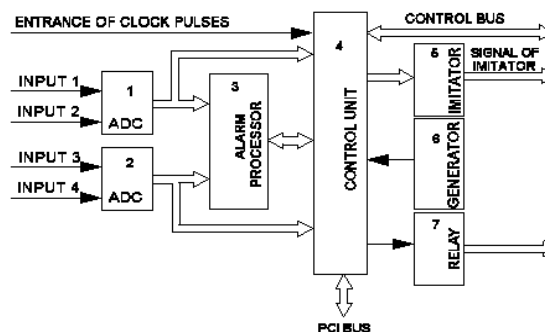 ENTRANCE OF CLOCK PULSES
INPUT 1
INPUT 2
1
ADC
INPUT 3
INPUT 4
2
ADC
3
ALARM
PROCESSOR
4
CONTROL UNIT
CONTROL BUS
5
IMITATOR
SIGNAL OF
IMITATOR
6
GENERATOR
7
RELAY
PCI BUS